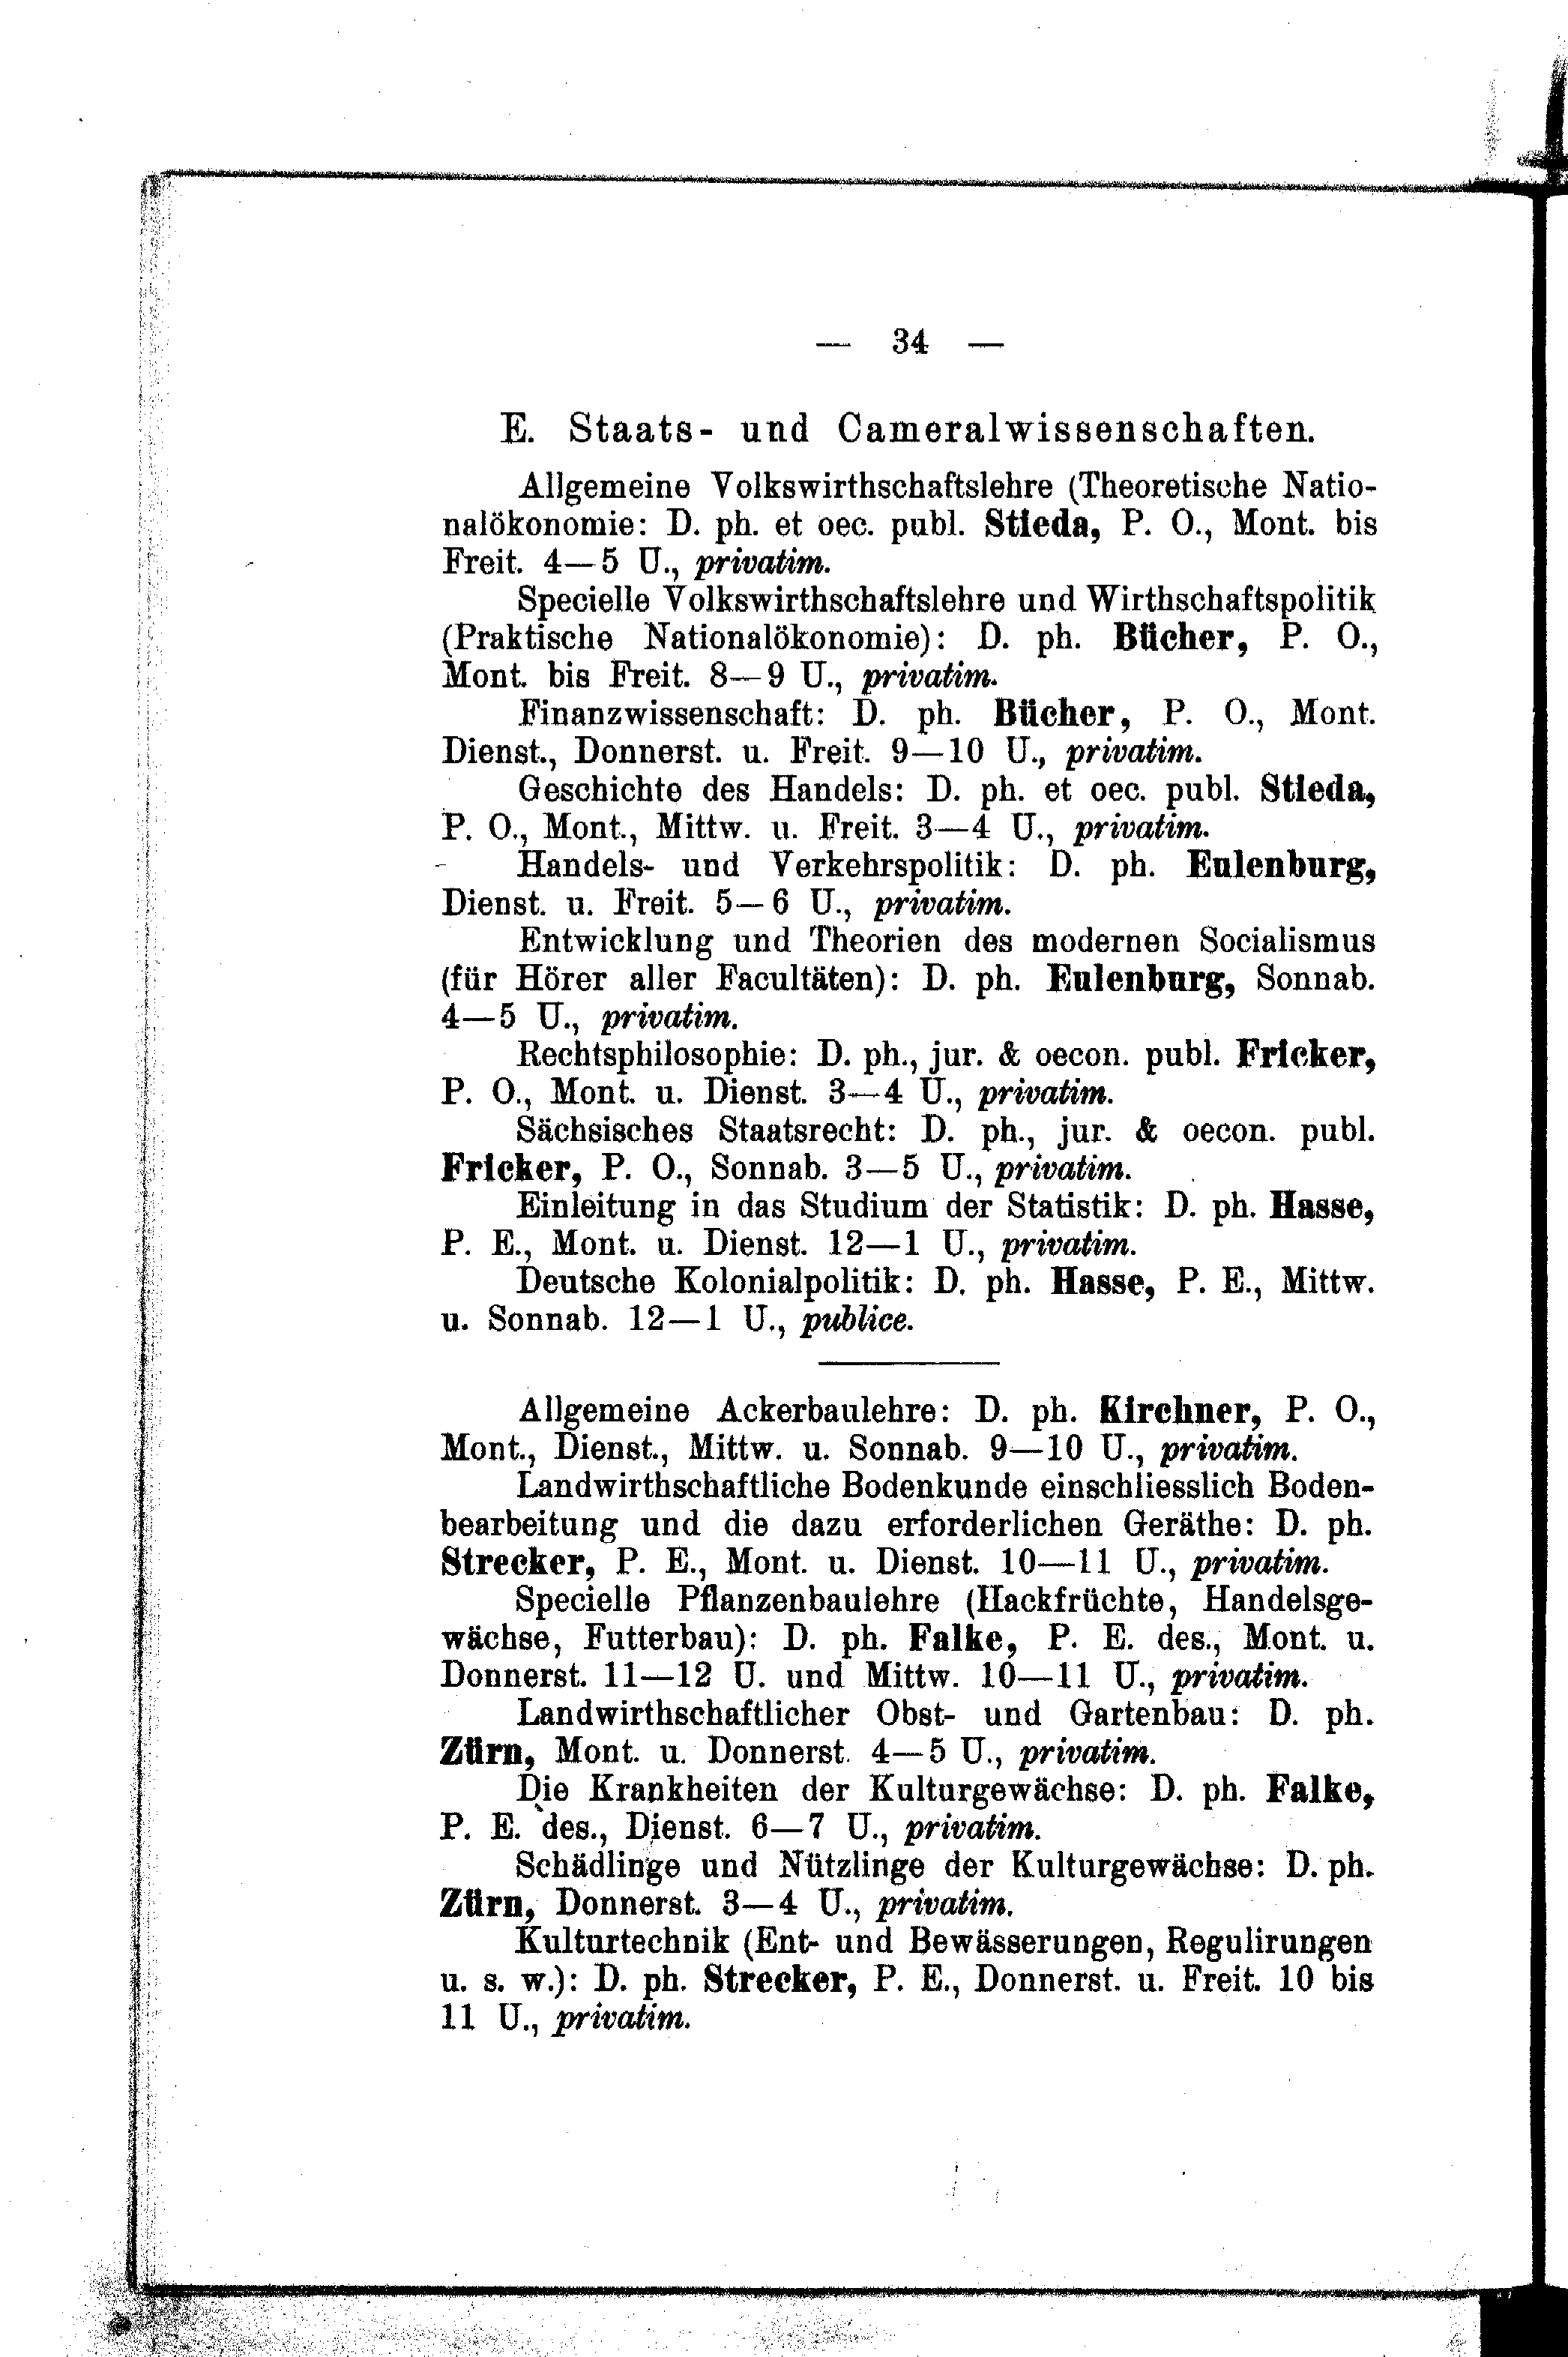 — 34 —
E. Staats- und Cameralwissenschaften.
Allgemeine Volkswirthschaftslehre (Theoretische Natio-
nalökonomie: D. ph. et oec. publ. Stieda, P. O., Mont. bis
Freit. 4—5 U., privatim.
Specielle Volkswirthschaftslehre und Wirthschaftspolitik
(Praktische Nationalökonomie): D. ph. Bücher, P. O.,
Mont. bis Freit. 8—9 U., privatim.
Finanzwissenschaft: D. ph. Bücher, P. O., Mont.
Dienst., Donnerst. u. Freit. 9—10 U., privatim.
Geschichte des Handels: D. ph. et oec. publ. Stieda,
P. O., Mont., Mittw. u. Freit. 3—4 U., privatim.
Handels- und Verkehrspolitik: D. ph. Eulenburg,
Dienst. u. Freit. 5—6 U., privatim.
Entwicklung und Theorien des modernen Socialismus
(für Hörer aller Facultäten): D. ph. Eulenburg, Sonnab.
4—5 U., privatim.
Rechtsphilosophie: D. ph., jur. & oecon. publ. Fricker,
P. O., Mont. u. Dienst. 3—4 U., privatim.
Sächsisches Staatsrecht: D. ph., jur. & oecon. publ.
Fricker, P. O., Sonnab. 3—5 U., privatim.
Einleitung in das Studium der Statistik: D. ph. Hasse,
P. E., Mont. u. Dienst. 12—1 U., privatim.
Deutsche Kolonialpolitik: D. ph. Hasse, P. E., Mittw.
u. Sonnab. 12—1 U., publice.
Allgemeine Ackerbaulehre: D. ph. Kirchner, P. O.,
Mont., Dienst., Mittw. u. Sonnab. 9—10 U., privatim.
Landwirthschaftliche Bodenkunde einschliesslich Boden-
bearbeitung und die dazu erforderlichen Geräthe: D. ph.
Strecker, P. E., Mont. u. Dienst. 10—11 U., privatim.
Specielle Pflanzenbaulehre (Hackfrüchte, Handelsge-
wächse, Futterbau): D. ph. Falke, P. E. des., Mont. u.
Donnerst. 11—12 U. und Mittw. 10—11 U., privatim.
Landwirthschaftlicher Obst- und Gartenbau: D. ph.
Zürn, Mont. u. Donnerst. 4—5 U., privatim.
Die Krankheiten der Kulturgewächse: D. ph. Falke,
P. E. des., Dienst. 6—7 U., privatim.
Schädlinge und Nützlinge der Kulturgewächse: D. ph.
Zürn, Donnerst. 3—4 U., privatim.
Kulturtechnik (Ent- und Bewässerungen, Regulirungen
u. s. w.): D. ph. Strecker, P. E., Donnerst. u. Freit. 10 bis
11 U., privatim.